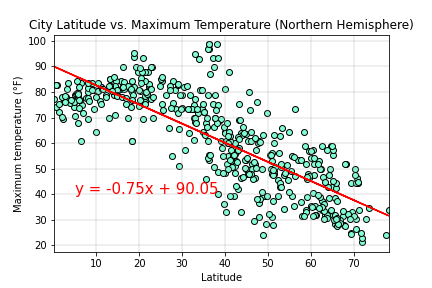 City Latitude vs. Maximum Temperature (Northern Hemisphere)
100
90
80
70
60
50
40
30
20
Maximum temperature (°F)
y = -0.75x + 90.05
10 20 30 40 50 60 70
Latitude